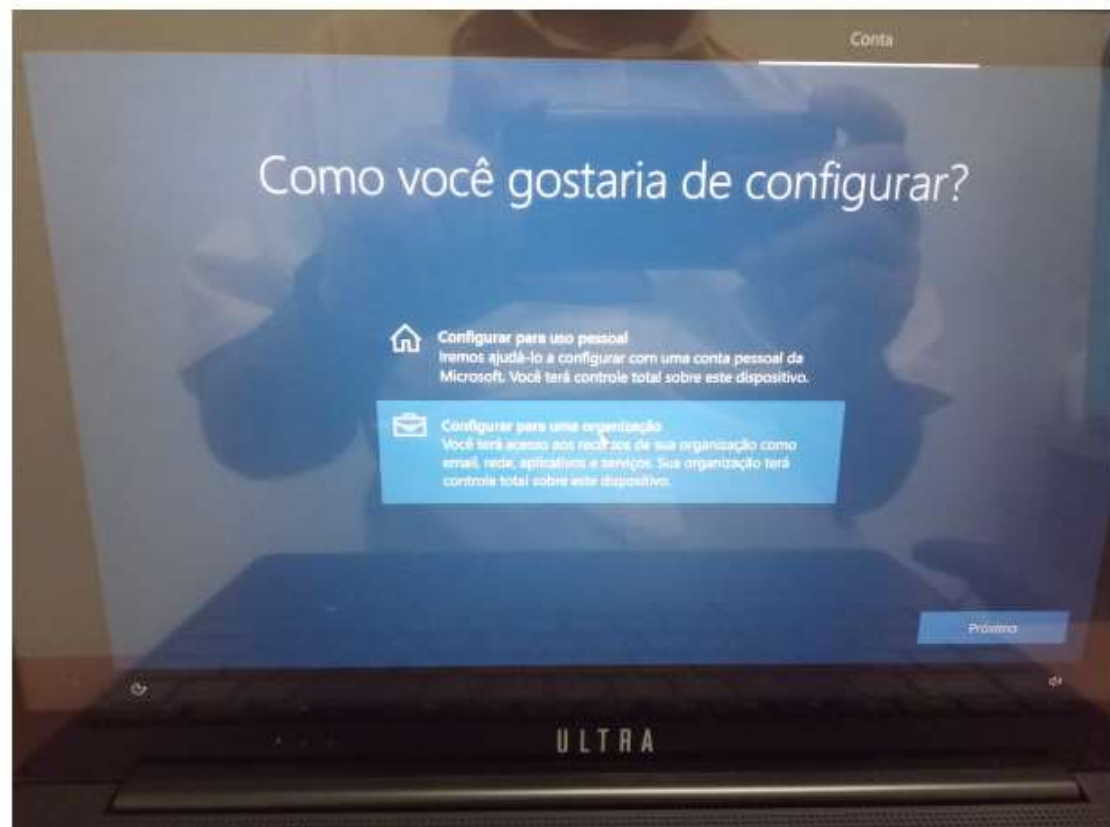 Conta
Como você gostaria de configurar?
Configurar para uso pessoal
Iremos ajudá-lo a configurar com uma conta pessoal da
Microsoft. Você terá controle total sobre este dispositivo.
Configurar para uma organização
Você terá acesso aos recursos de sua organização como
email, rede, aplicativos e serviços. Sua organização terá
controle total sobre este dispositivo.
Próximo
ULTRA